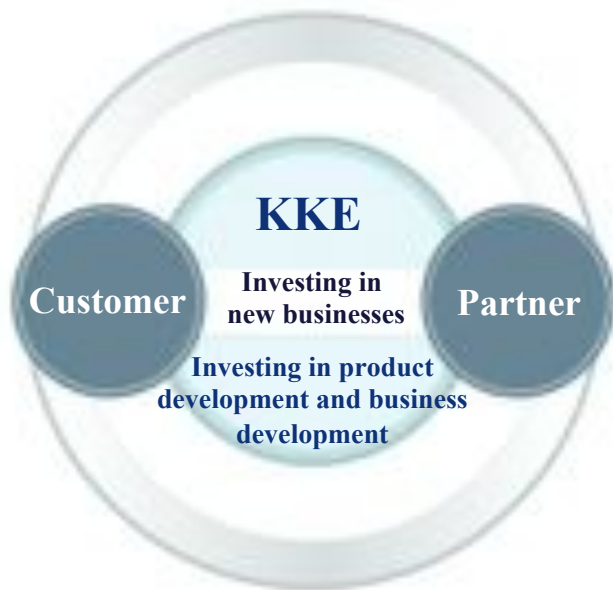 KKE
Customer
Investing in
new businesses
Partner
Investing in product
development and business
development